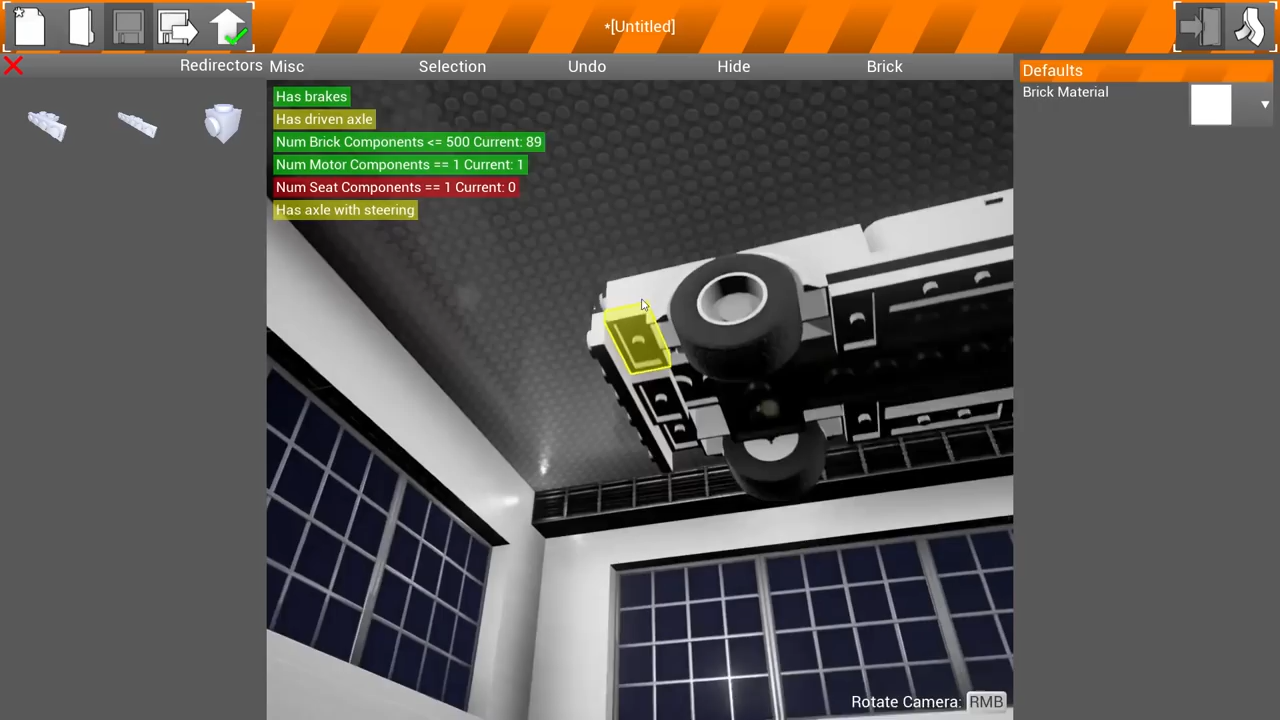 *[Untitled]
Redirectors
Misc
Selection
Undo
Hide
Brick
Has brakes
Has driven axle
Num Brick Components <= 500 Current: 89
Num Motor Components == 1 Current: 1
Num Seat Components == 1 Current: 0
Has axle with steering
Rotate Camera: RMB
Defaults
Brick Material